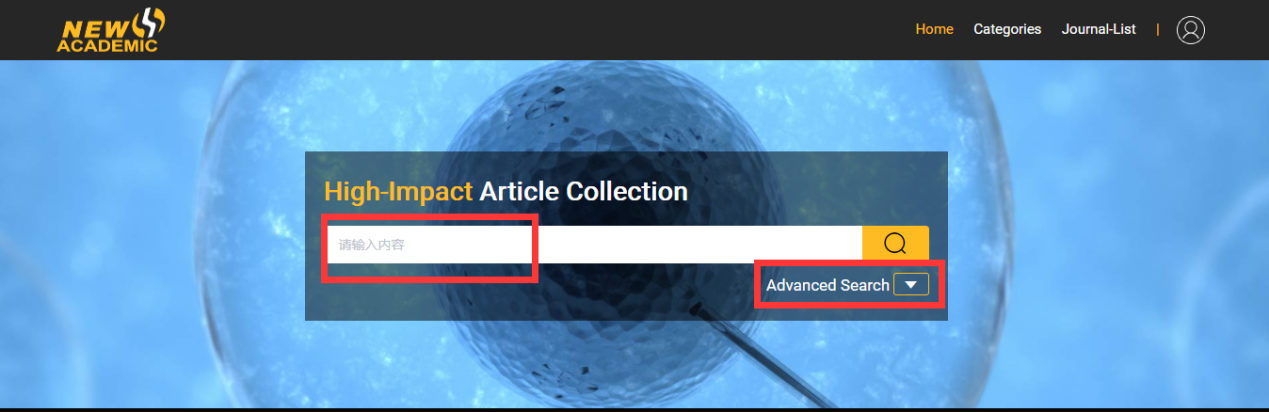 NEW
ACADEMIC
Home Categories Journal-List |
High-Impact Article Collection
请输入内容
Advanced Search